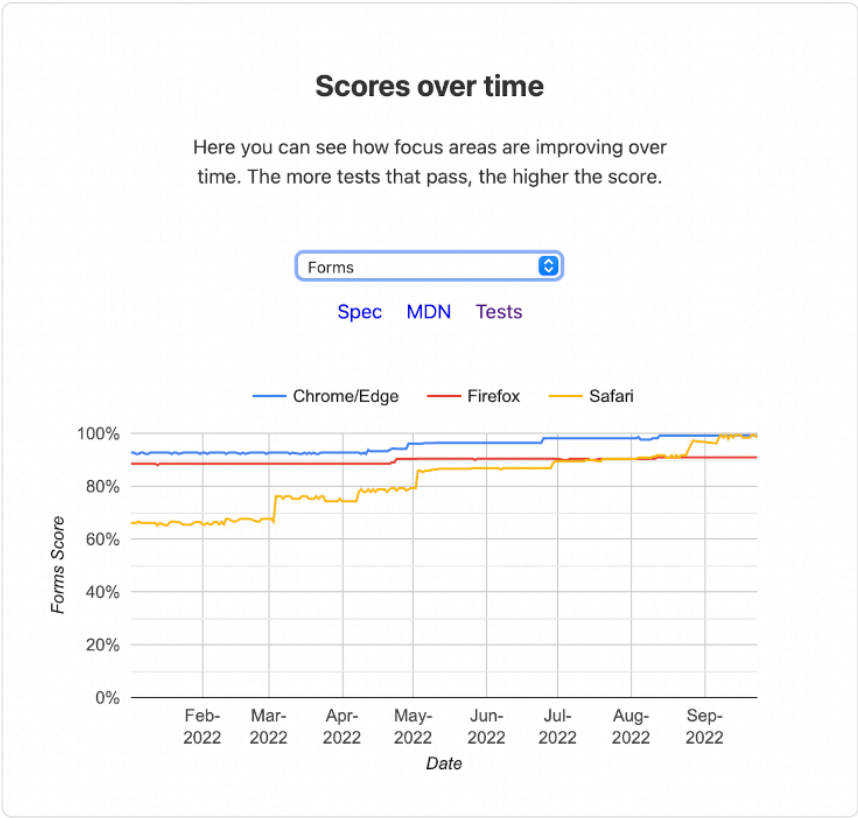 Scores over time
Here you can see how focus areas are improving over
time. The more tests that pass, the higher the score.
Forms
Spec MDN Tests
Chrome/Edge Firefox Safari
100%
80%
60%
40%
20%
0%
Forms Score
Feb- Mar- Apr- May- Jun- Jul- Aug- Sep-
2022 2022 2022 2022 2022 2022 2022 2022
Date